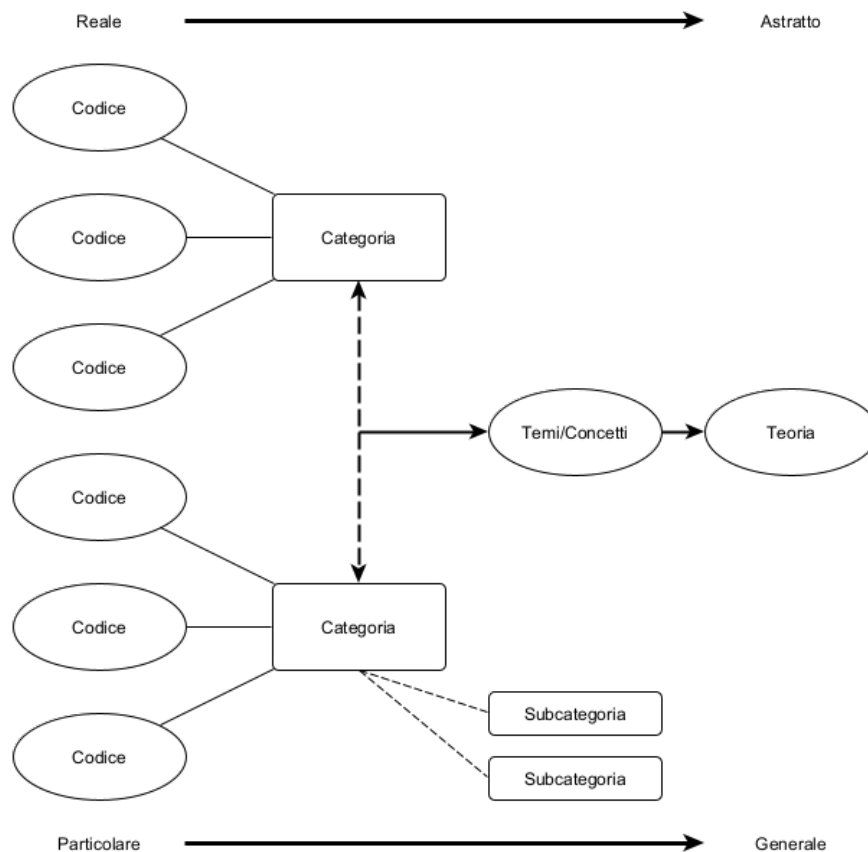 Reale
Astratto
Codice
Codice
Categoria
Codice
Temi/Concetti
Teoria
Codice
Codice
Categoria
Subcategoria
Codice
Subcategoria
Particolare
Generale